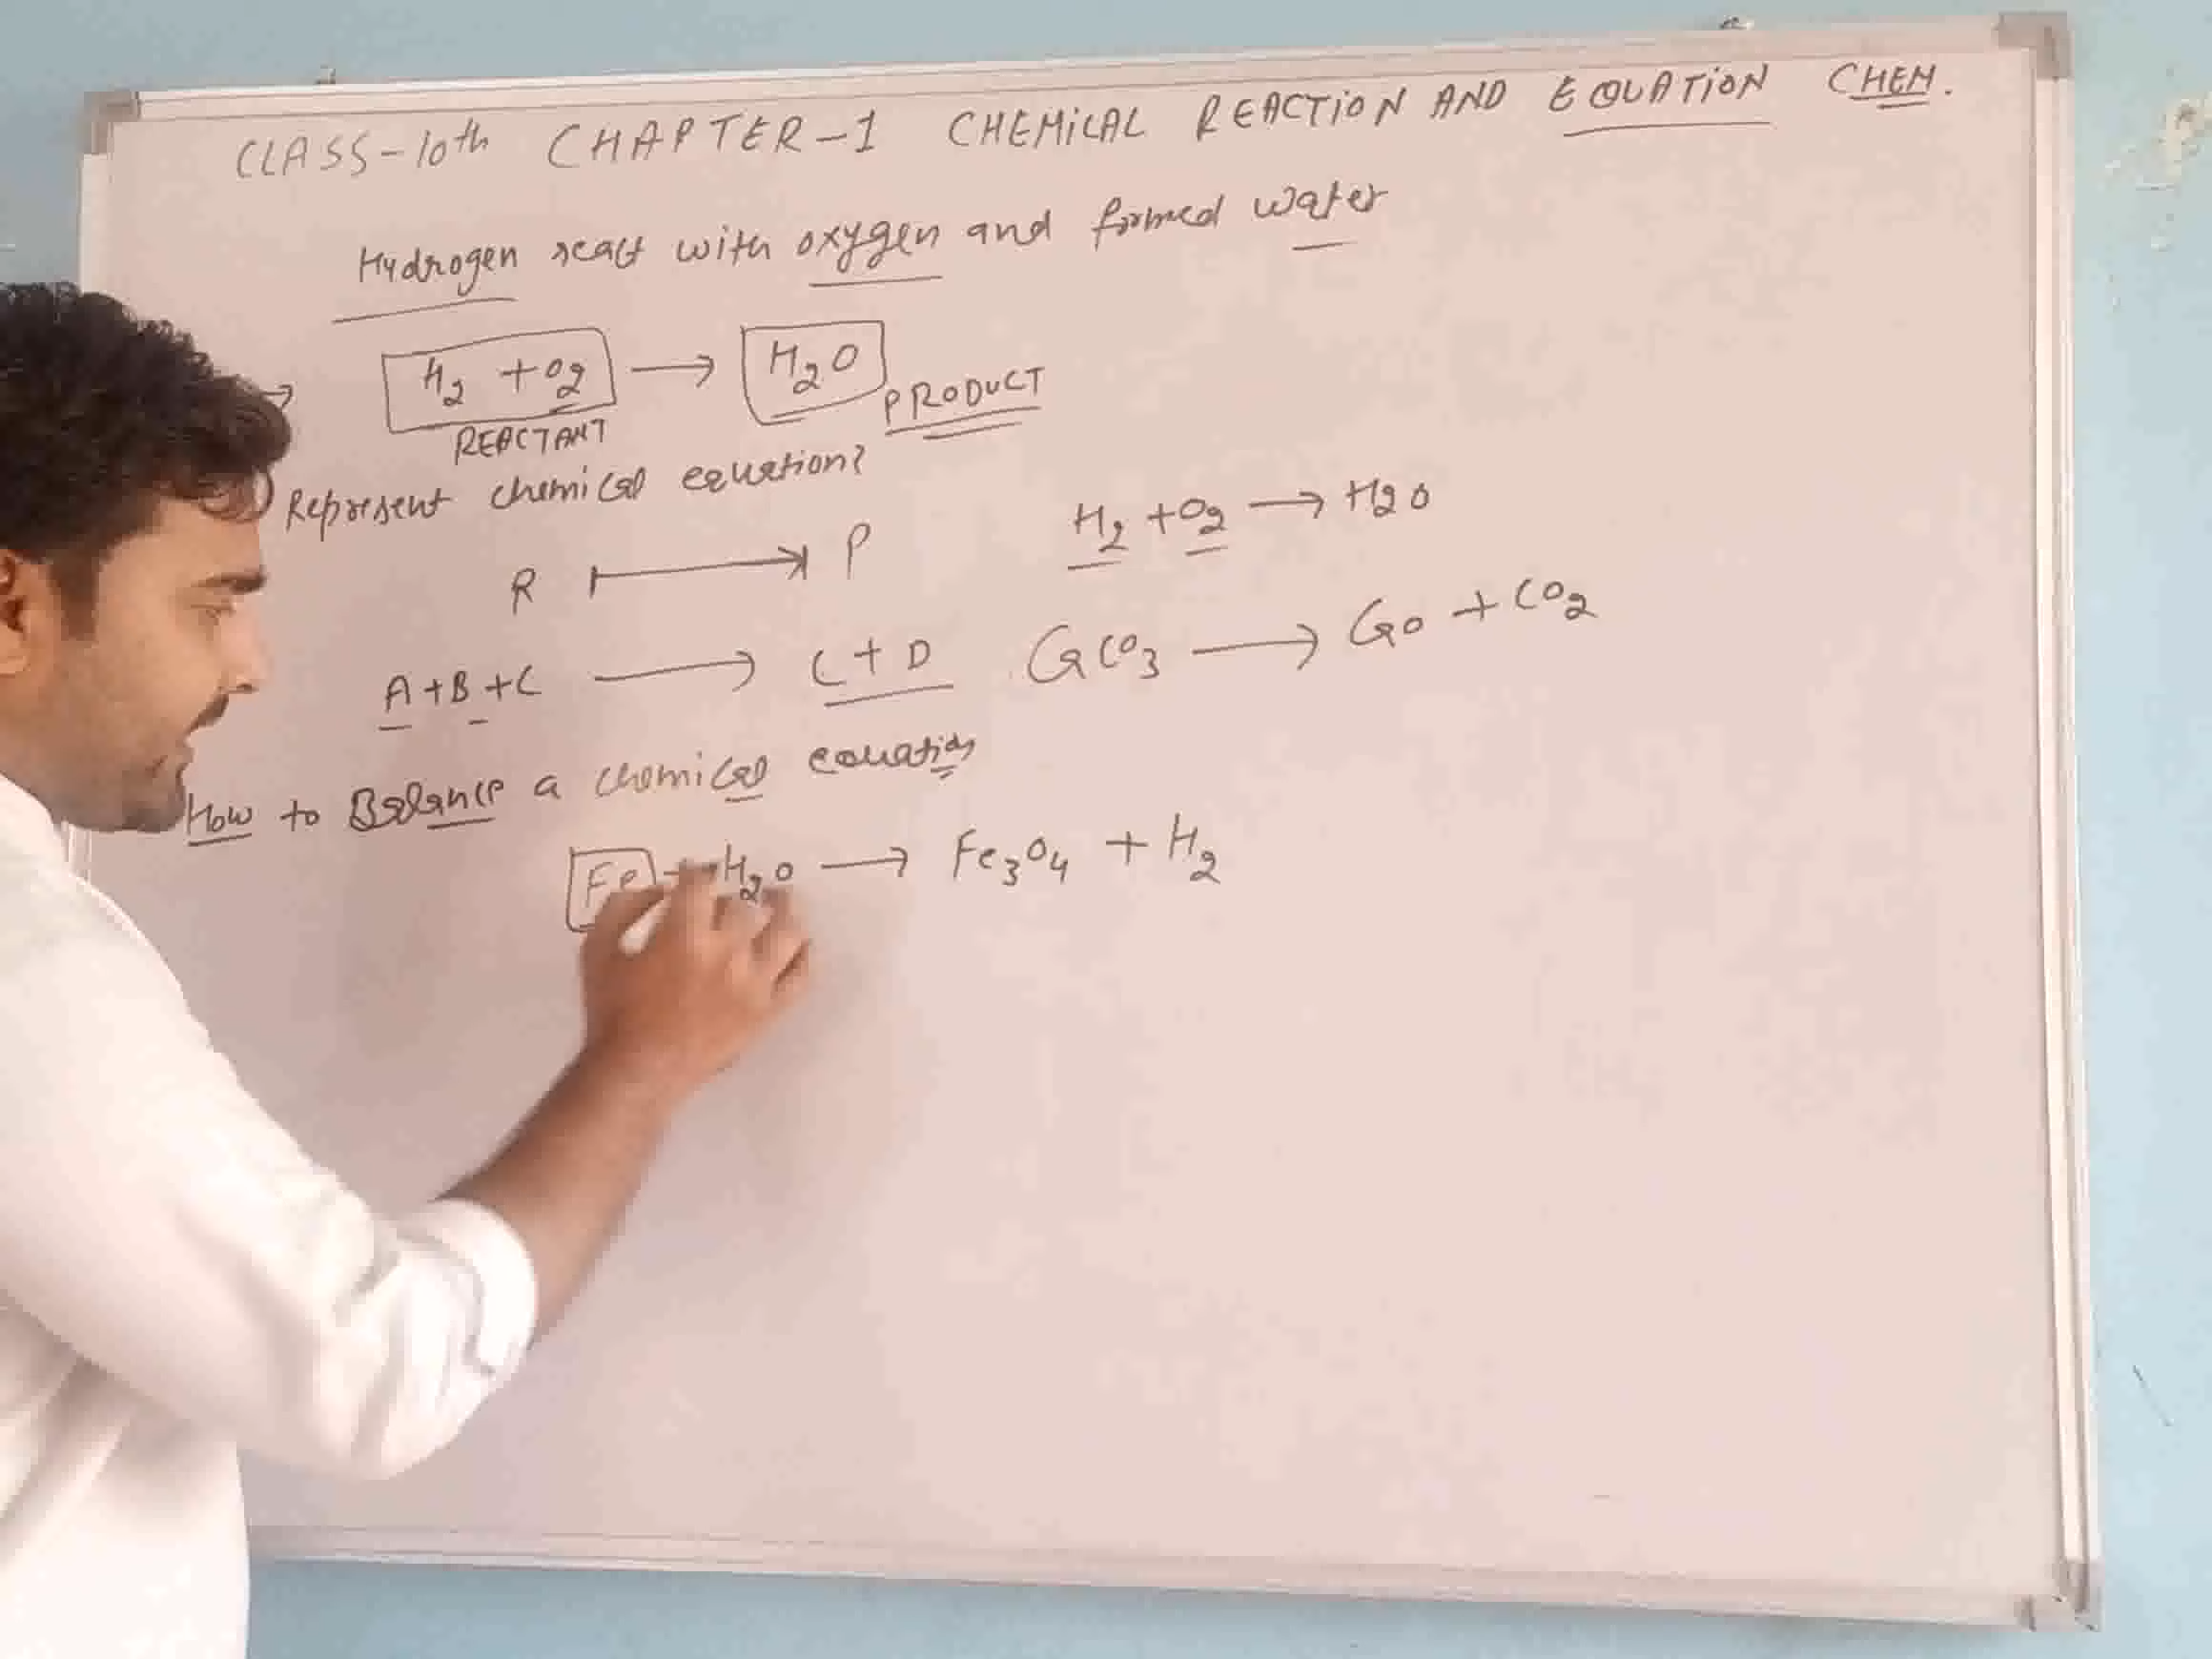 CLASS-10th CHAPTER-1 CHEMICAL REACTION AND EQUATION CHEM.
Hydrogen react with oxygen and formed water
→ H₂ + O₂ → H₂O
REACTANT PRODUCT
Represent chemical equation?
R → P H₂ + O₂ → H₂O
A + B + C → C + D CaCO₃ → CaO + CO₂
How to Balance a chemical equation
Fe + H₂O → Fe₃O₄ + H₂